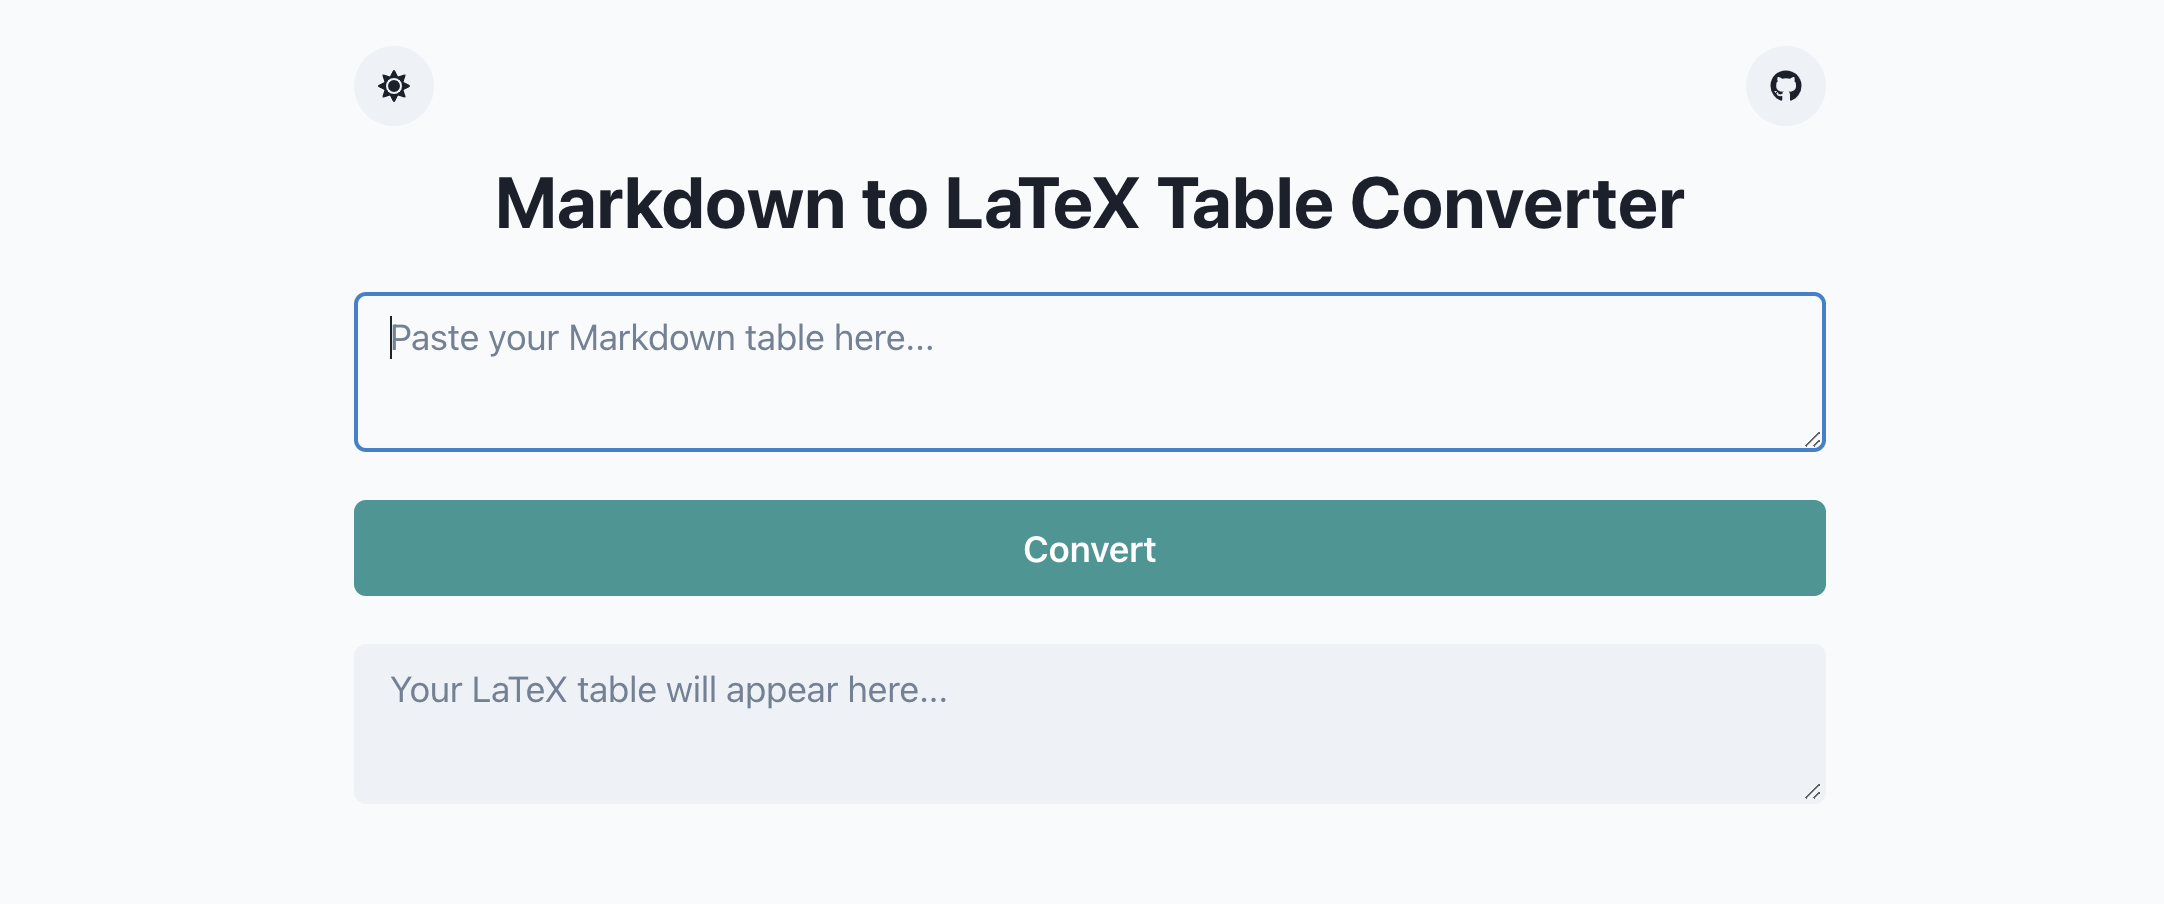 Markdown to LaTeX Table Converter
Paste your Markdown table here...
Convert
Your LaTeX table will appear here...